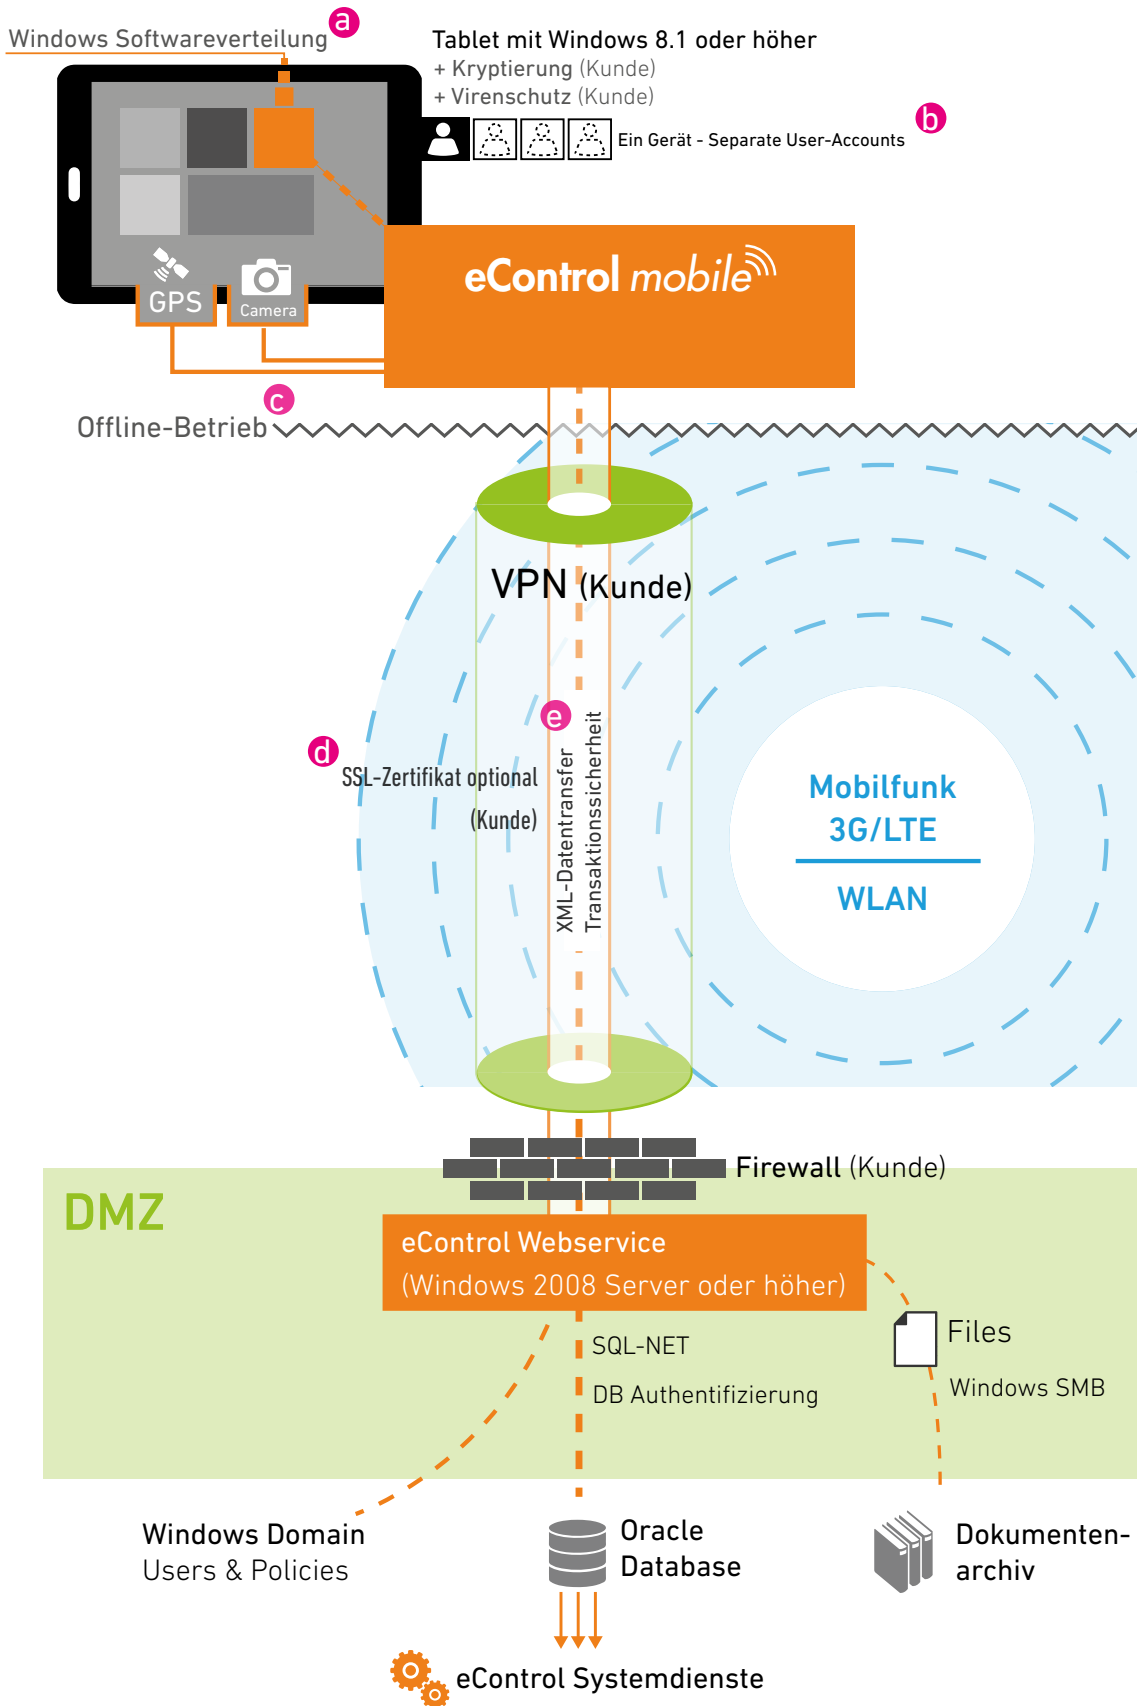 Windows Softwareverteilung
a
Tablet mit Windows 8.1 oder höher
+ Kryptierung (Kunde)
+ Virenschutz (Kunde)
b
Ein Gerät - Separate User-Accounts
eControl mobile
GPS
Camera
c
Offline-Betrieb
VPN (Kunde)
d
SSL-Zertifikat optional
(Kunde)
e
XML-Datentransfer
Transaktionssicherheit
Mobilfunk
3G/LTE
WLAN
Firewall (Kunde)
DMZ
eControl Webservice
(Windows 2008 Server oder höher)
SQL-NET
DB Authentifizierung
Files
Windows SMB
Windows Domain
Users & Policies
Oracle
Database
Dokumenten-
archiv
eControl Systemdienste